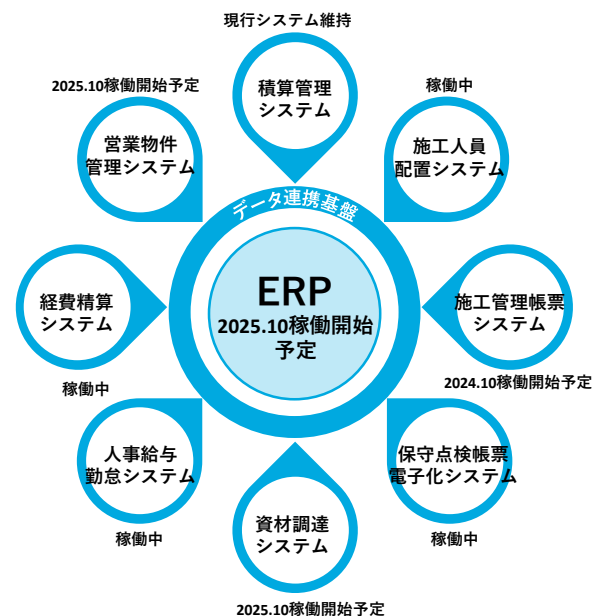 現行システム維持
積算管理
システム
2025.10稼働開始予定
営業物件
管理システム
稼働中
施工人員
配置システム
データ連携基盤
ERP
2025.10稼働開始
予定
経費精算
システム
稼働中
施工管理帳票
システム
2024.10稼働開始予定
人事給与
勤怠システム
稼働中
保守点検帳票
電子化システム
稼働中
資材調達
システム
2025.10稼働開始予定